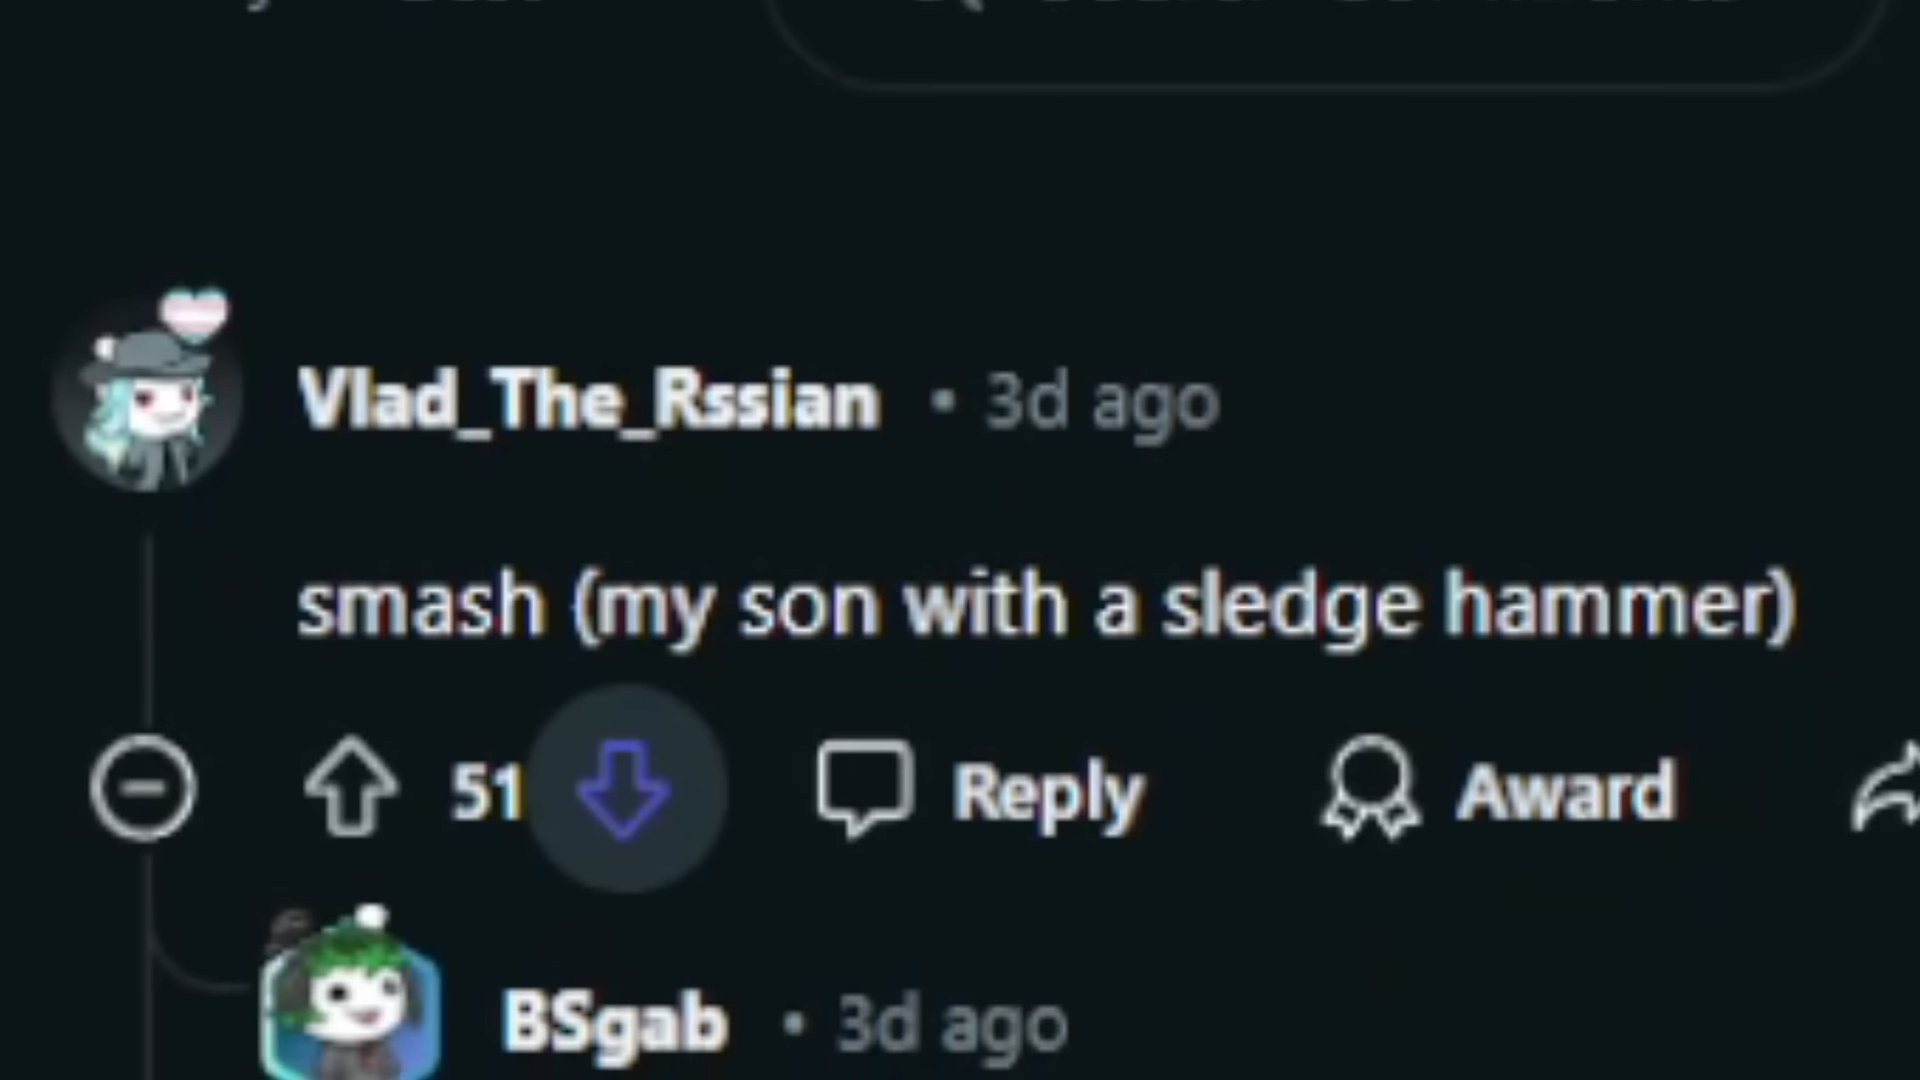 Vlad_The_Rssian • 3d ago
smash (my son with a sledge hammer)
51 Reply Award
BSgab • 3d ago